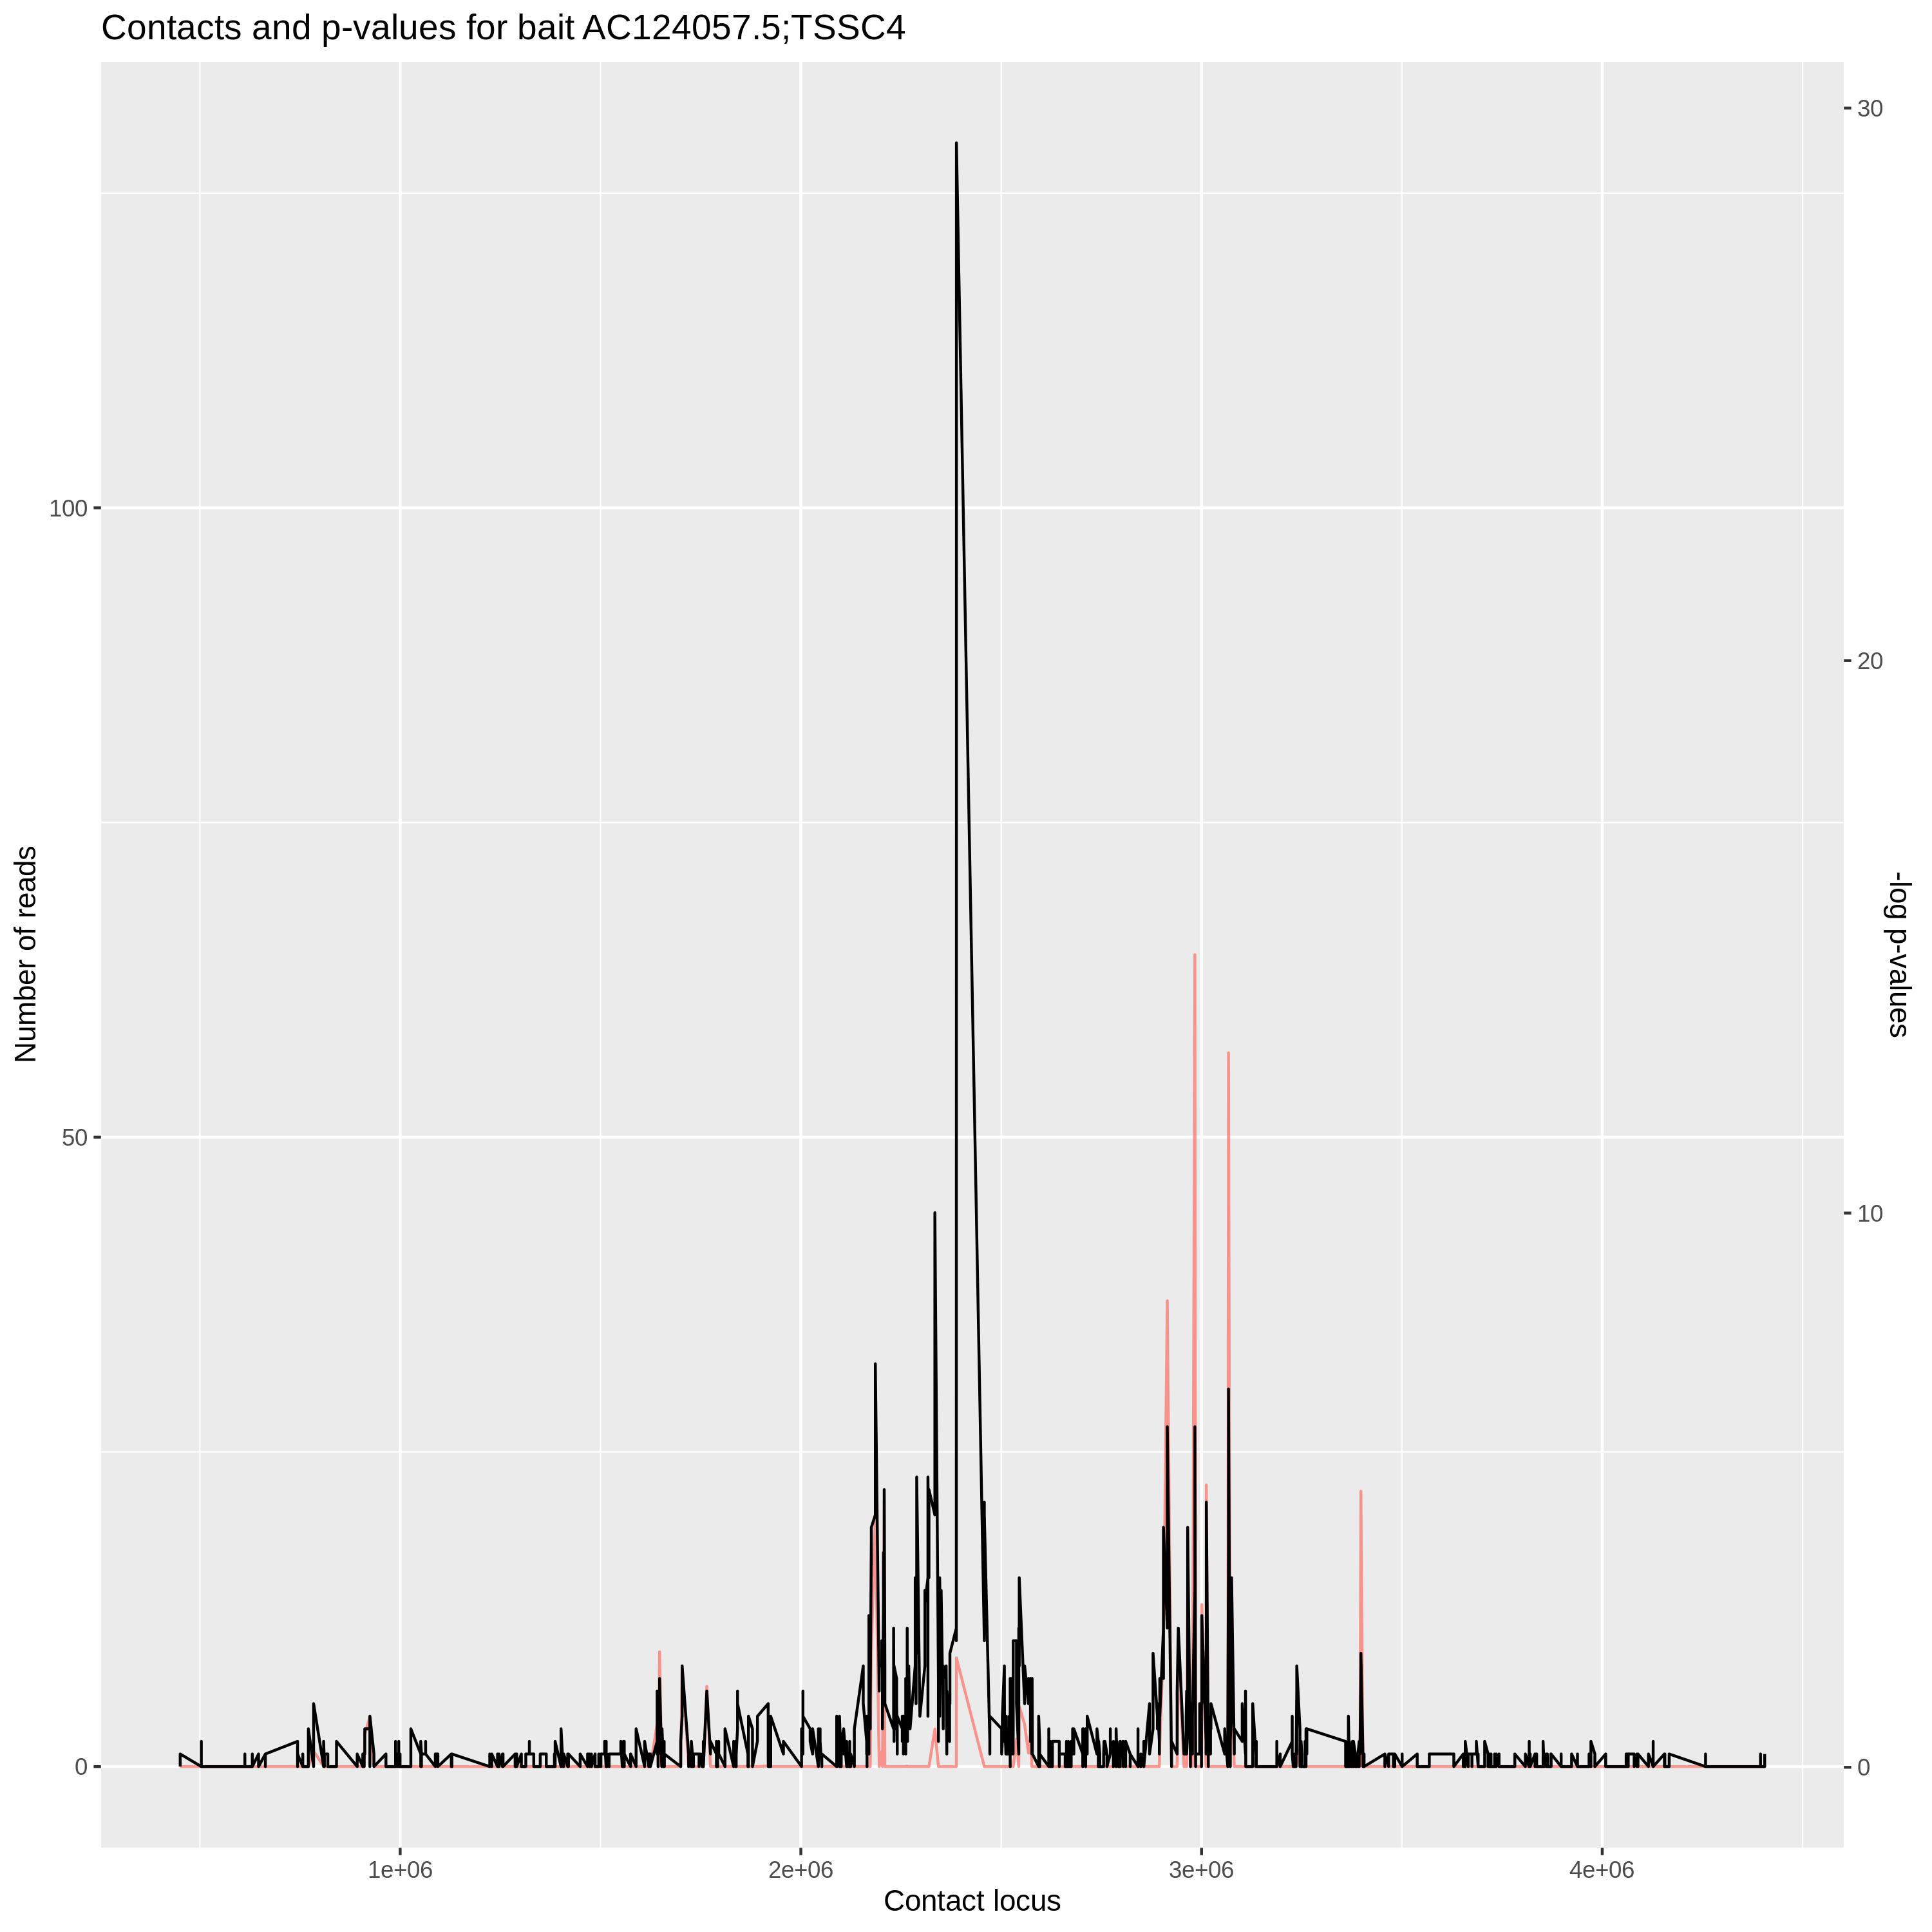 Contacts and p-values for bait AC124057.5;TSSC4
30
100
20
Number of reads
-log p-values
50
10
0
0
1e+06
2e+06
3e+06
4e+06
Contact locus